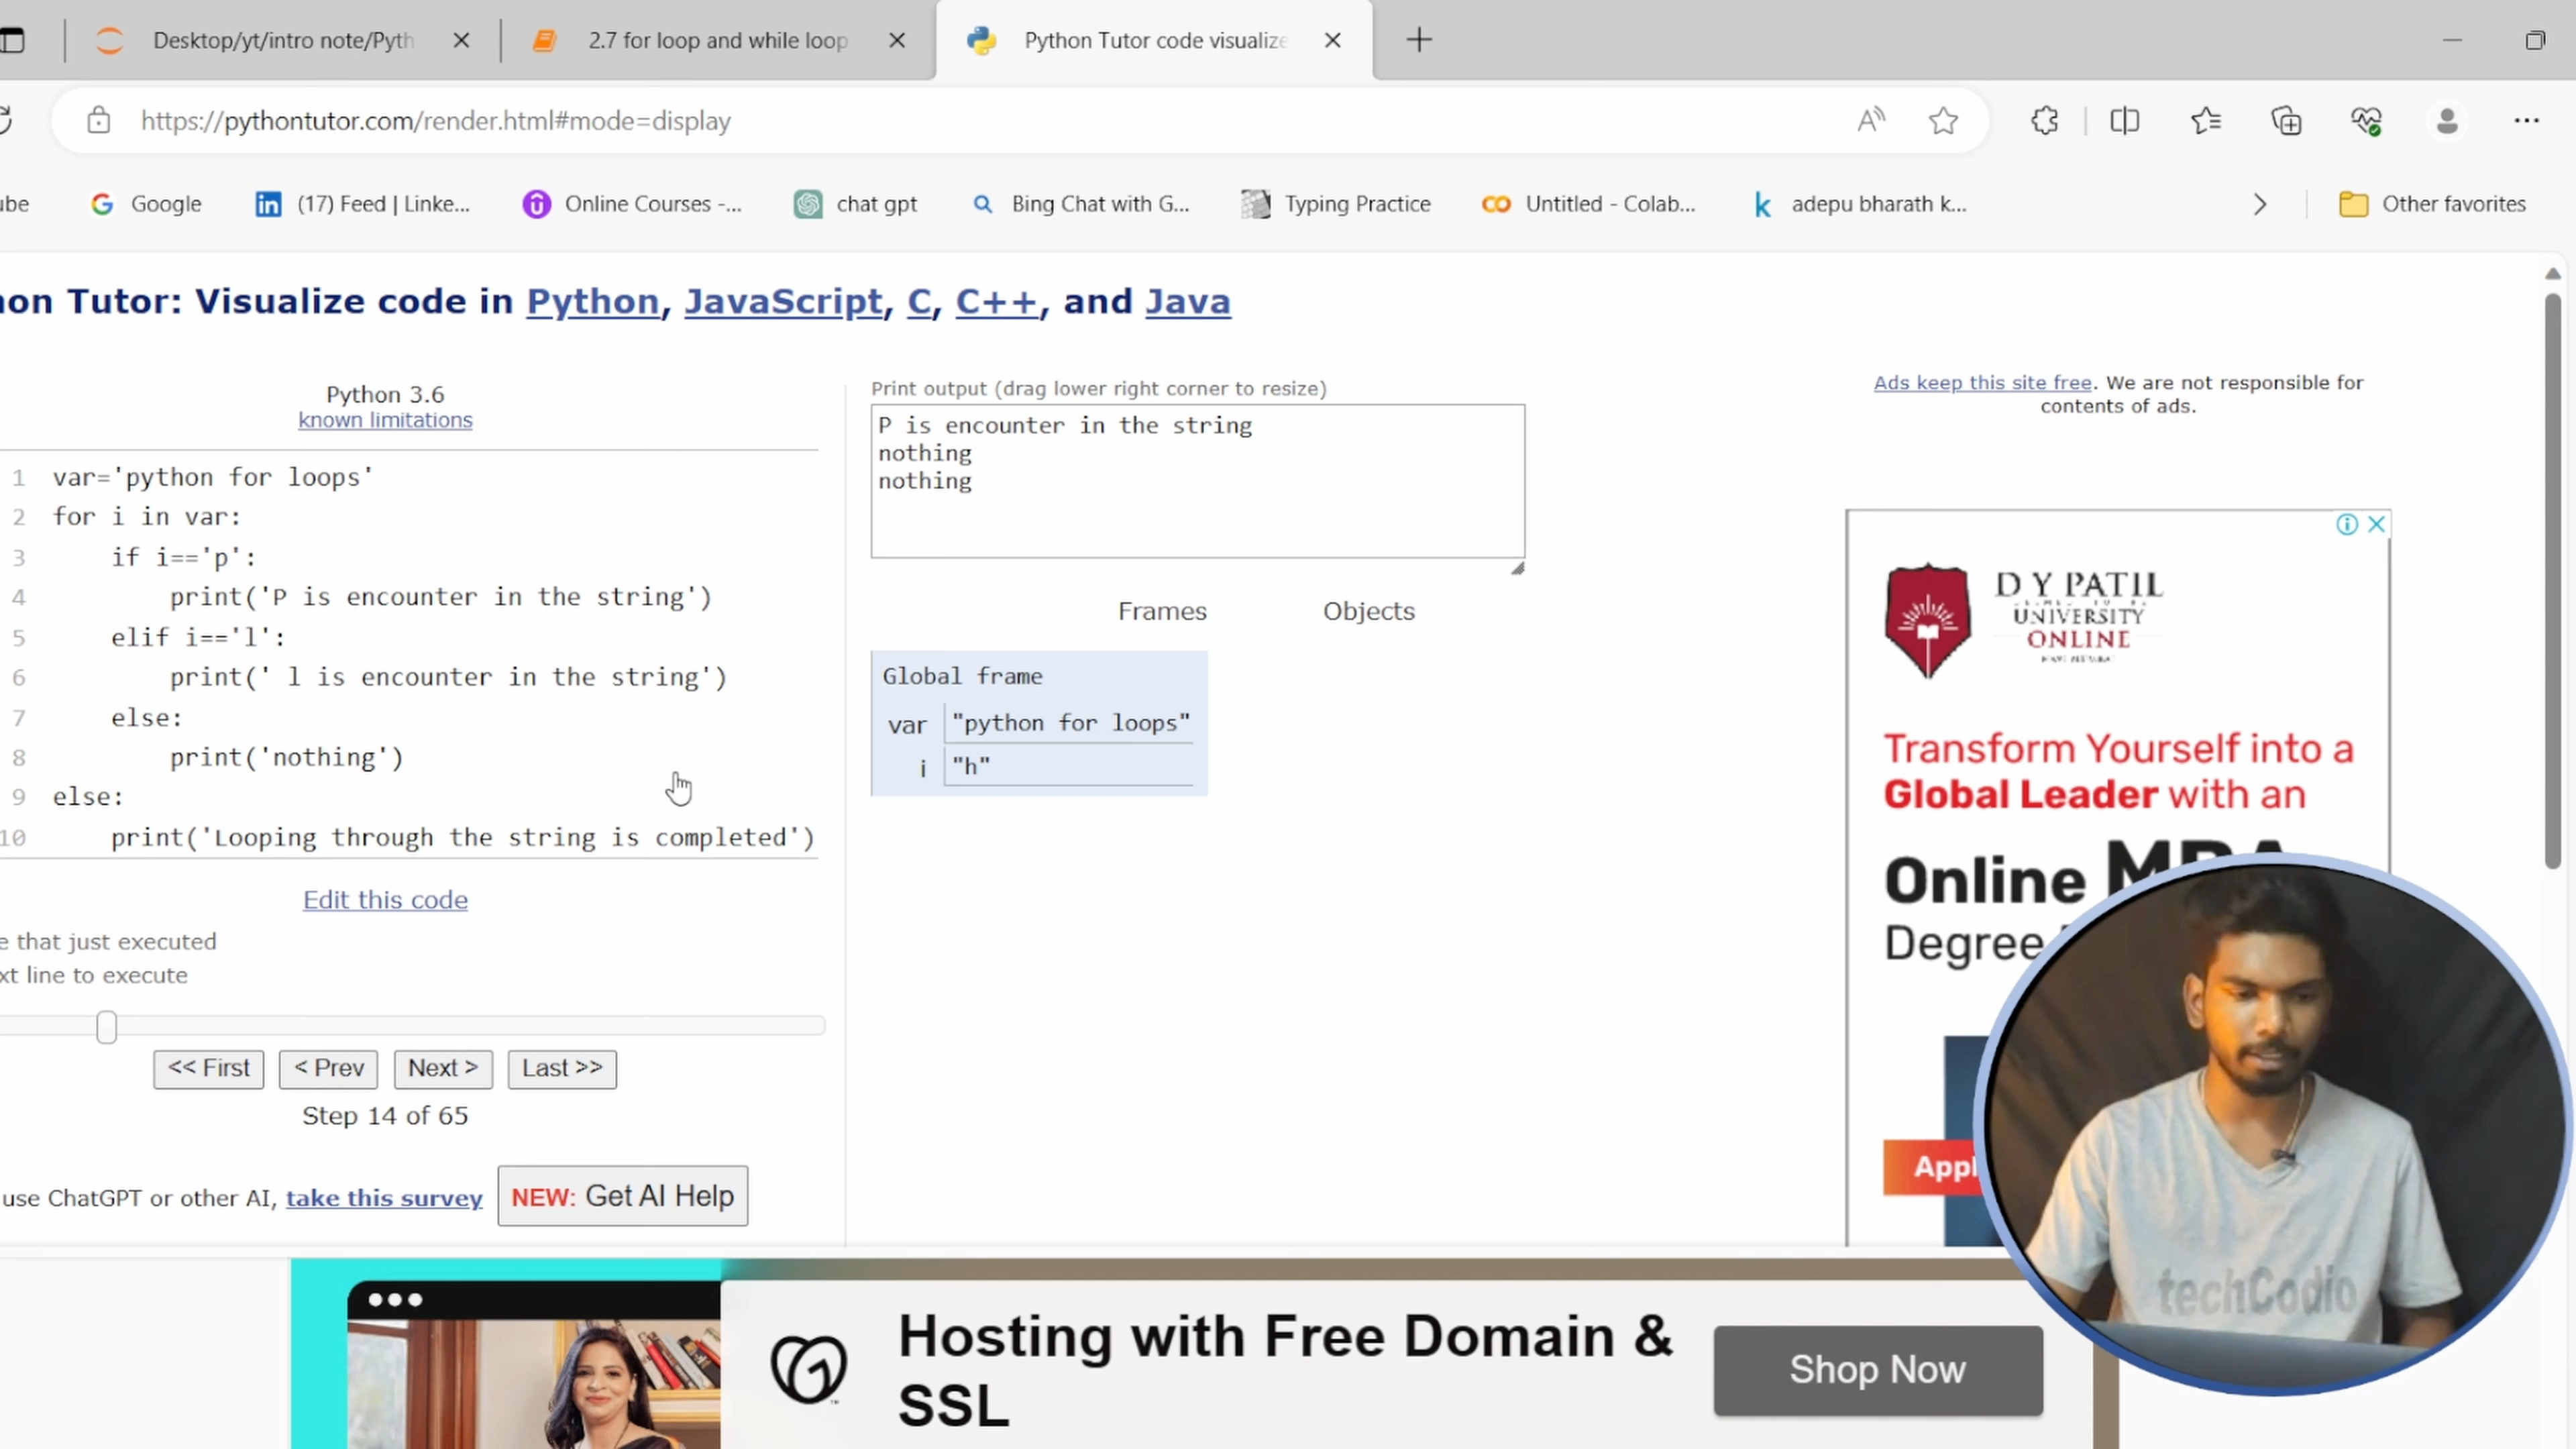 Desktop/yt/intro note/Pyth
2.7 for loop and while loop
Python Tutor code visualize
https://pythontutor.com/render.html#mode=display
ube
Google
(17) Feed | Linke...
Online Courses -...
chat gpt
Bing Chat with G...
Typing Practice
Untitled - Colab...
adepu bharath k...
Other favorites
on Tutor: Visualize code in Python, JavaScript, C, C++, and Java
Python 3.6
known limitations
1 var='python for loops'
2 for i in var:
3 if i=='p':
4 print('P is encounter in the string')
5 elif i=='l':
6 print(' l is encounter in the string')
7 else:
8 print('nothing')
9 else:
10 print('Looping through the string is completed')
Edit this code
e that just executed
xt line to execute
<< First
< Prev
Next >
Last >>
Step 14 of 65
use ChatGPT or other AI, take this survey
NEW: Get AI Help
Print output (drag lower right corner to resize)
P is encounter in the string
nothing
nothing
Frames
Objects
Global frame
var "python for loops"
i "h"
Ads keep this site free. We are not responsible for
contents of ads.
D Y PATIL
UNIVERSITY
ONLINE
Transform Yourself into a
Global Leader with an
Online MBA
Degree
Appl
techCodio
Hosting with Free Domain &
SSL
Shop Now